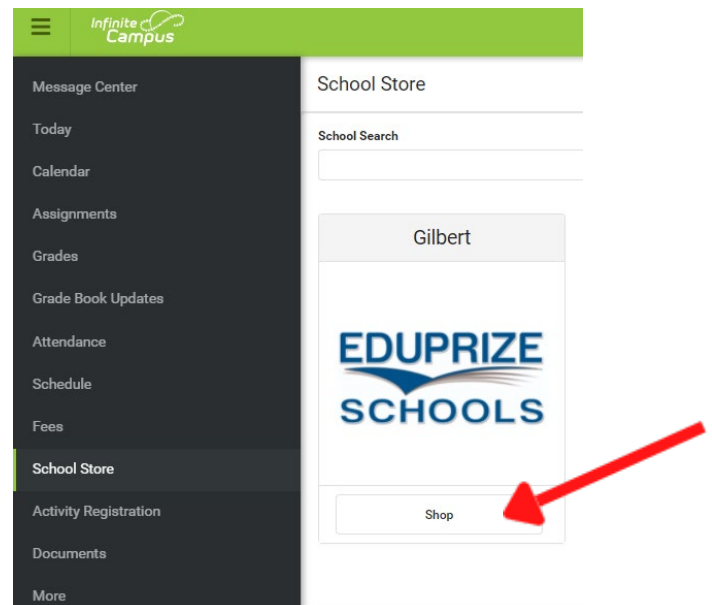 Infinite
Campus
Message Center
Today
Calendar
Assignments
Grades
Grade Book Updates
Attendance
Schedule
Fees
School Store
Activity Registration
Documents
More
School Store
School Search
Gilbert
EDUPRIZE
SCHOOLS
Shop